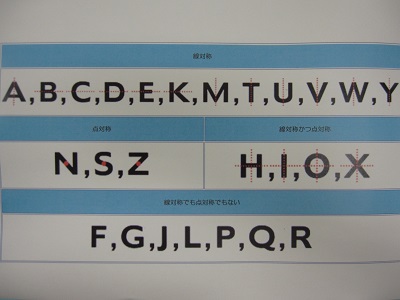 線対称
A,B,C,D,E,K,M,T,U,V,W,Y
点対称
線対称かつ点対称
N,S,Z
H,I,O,X
線対称でも点対称でもない
F,G,J,L,P,Q,R